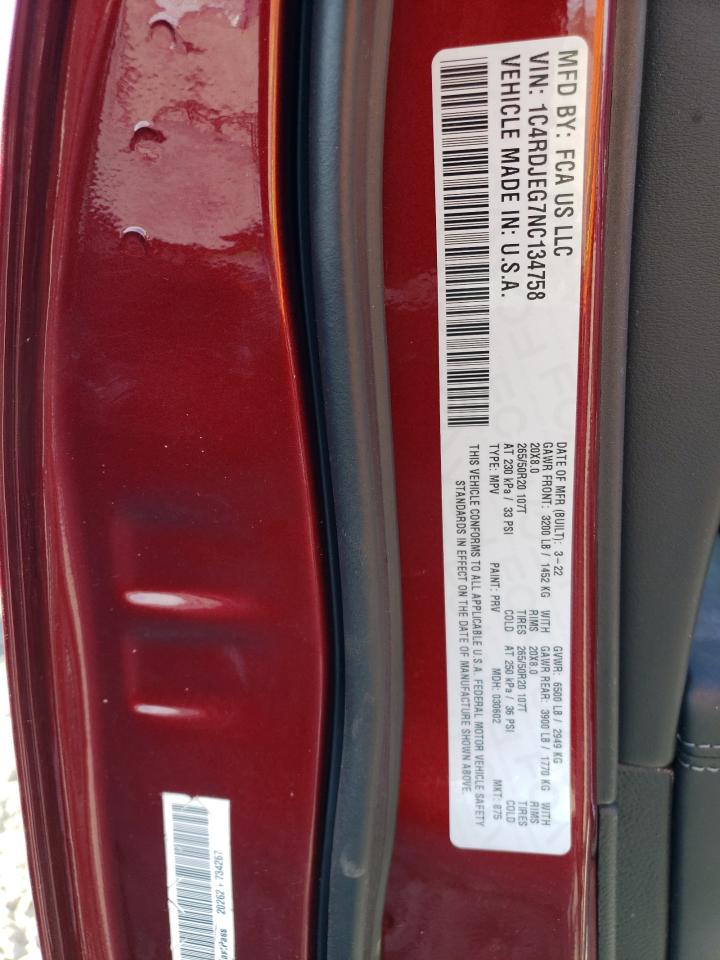 MFD BY: FCA US LLC
VIN: 1C4RDJEG7NC134758
VEHICLE MADE IN: U.S.A.
DATE OF MFR (BUILT): 3-22 GVWR: 6500 LB / 2949 KG
GAWR FRONT: 3200 LB / 1452 KG WITH GAWR REAR: 3900 LB / 1770 KG WITH
20X8.0 RIMS 20X8.0 RIMS
265/50R20 107T TIRES 265/50R20 107T TIRES
AT 230 kPa / 33 PSI COLD AT 250 kPa / 36 PSI COLD
TYPE: MPV PAINT: PRV MDH: 030602 MKT: 875
THIS VEHICLE CONFORMS TO ALL APPLICABLE U.S.A. FEDERAL MOTOR VEHICLE SAFETY
STANDARDS IN EFFECT ON THE DATE OF MANUFACTURE SHOWN ABOVE.
20262 + 734267